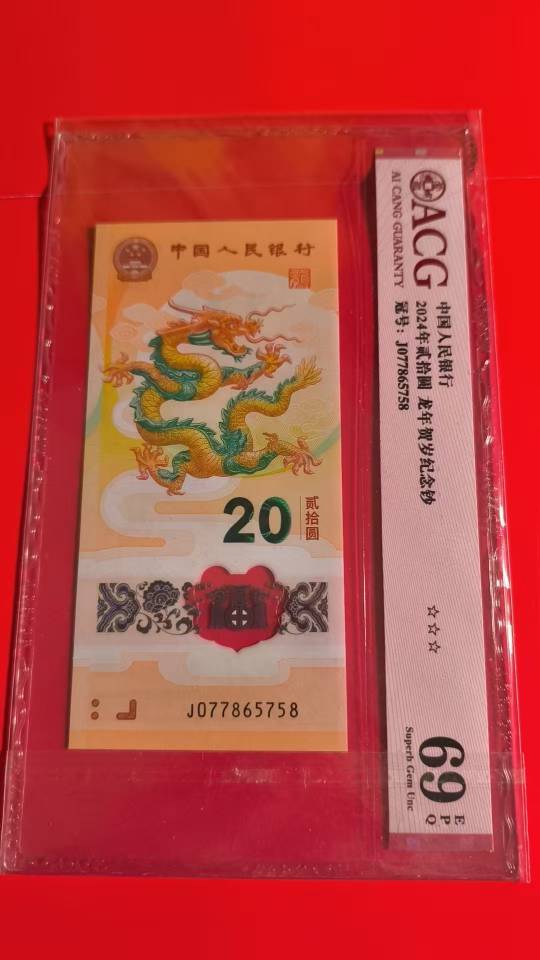 中国人民银行
20
贰拾圆
J077865758
ACG
AI CANG GUARANTY
中国人民银行
2024年贰拾圆 龙年贺岁纪念钞
冠号：J077865758
☆☆☆
69
EPQ
Superb Gem Unc